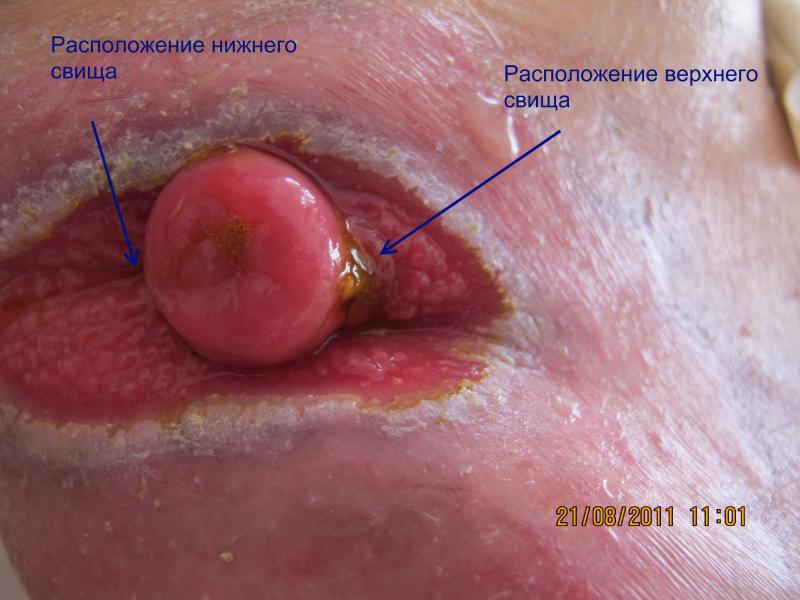 Расположение нижнего
свища
Расположение верхнего
свища
21/08/2011 11:01